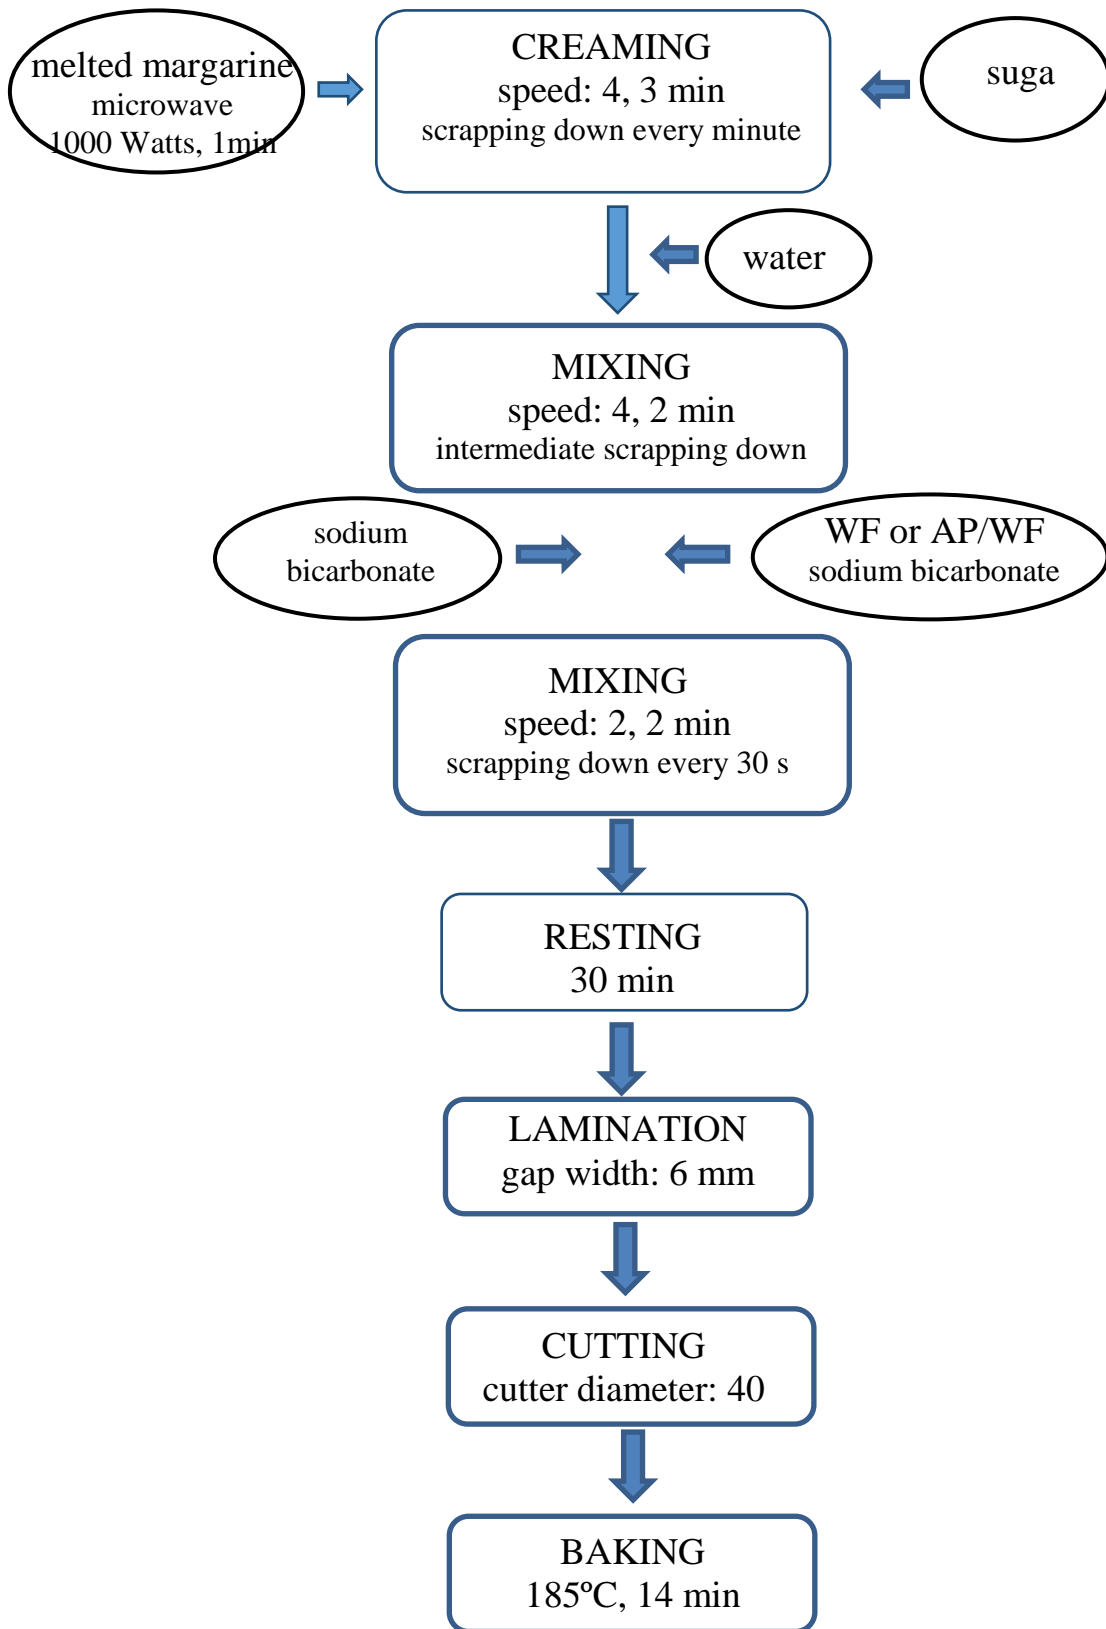 melted margarine
microwave
1000 Watts, 1min
CREAMING
speed: 4, 3 min
scrapping down every minute
suga
water
MIXING
speed: 4, 2 min
intermediate scrapping down
sodium
bicarbonate
WF or AP/WF
sodium bicarbonate
MIXING
speed: 2, 2 min
scrapping down every 30 s
RESTING
30 min
LAMINATION
gap width: 6 mm
CUTTING
cutter diameter: 40
BAKING
185ºC, 14 min